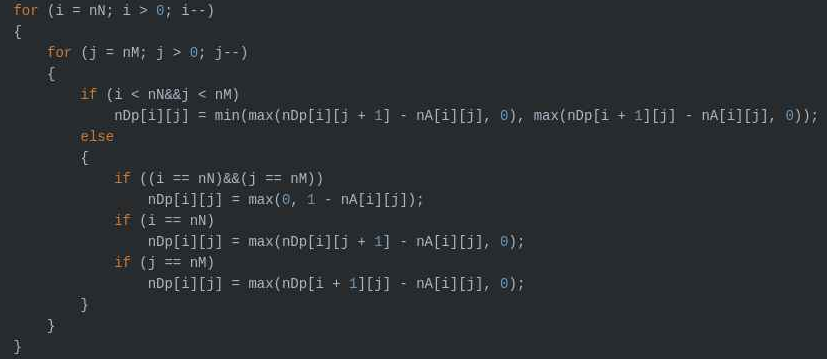 for (i = nN; i > 0; i--)
{
    for (j = nM; j > 0; j--)
    {
        if (i < nN&&j < nM)
            nDp[i][j] = min(max(nDp[i][j + 1] - nA[i][j], 0), max(nDp[i + 1][j] - nA[i][j], 0));
        else
        {
            if ((i == nN)&&(j == nM))
                nDp[i][j] = max(0, 1 - nA[i][j]);
            if (i == nN)
                nDp[i][j] = max(nDp[i][j + 1] - nA[i][j], 0);
            if (j == nM)
                nDp[i][j] = max(nDp[i + 1][j] - nA[i][j], 0);
        }
    }
}